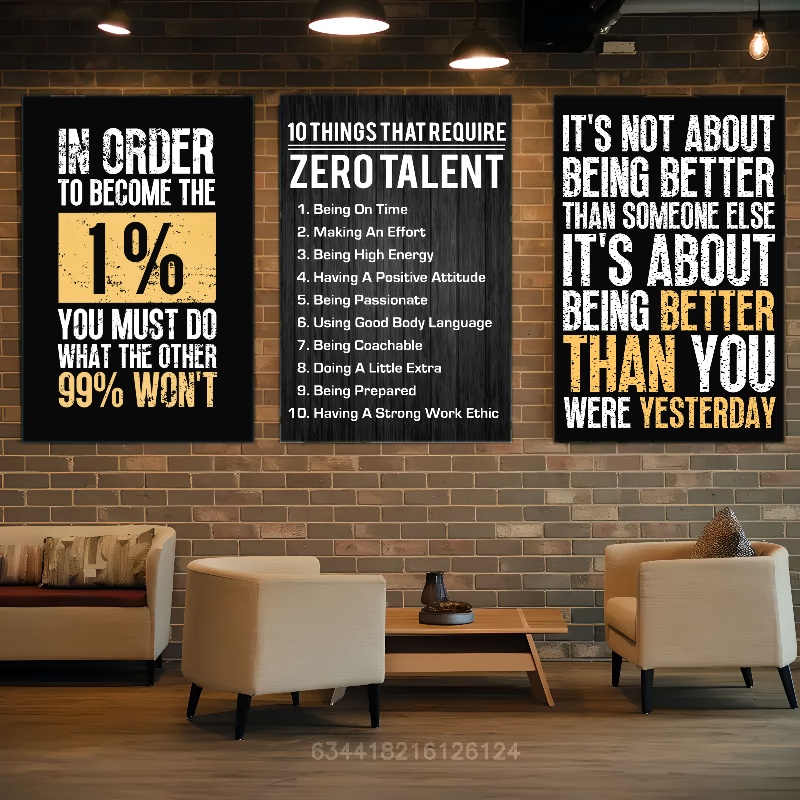 IN ORDER
TO BECOME THE
1%
YOU MUST DO
WHAT THE OTHER
99% WON'T
10 THINGS THAT REQUIRE
ZERO TALENT
1. Being On Time
2. Making An Effort
3. Being High Energy
4. Having A Positive Attitude
5. Being Passionate
6. Using Good Body Language
7. Being Coachable
8. Doing A Little Extra
9. Being Prepared
10. Having A Strong Work Ethic
IT'S NOT ABOUT
BEING BETTER
THAN SOMEONE ELSE
IT'S ABOUT
BEING BETTER
THAN YOU
WERE YESTERDAY
634418216126124